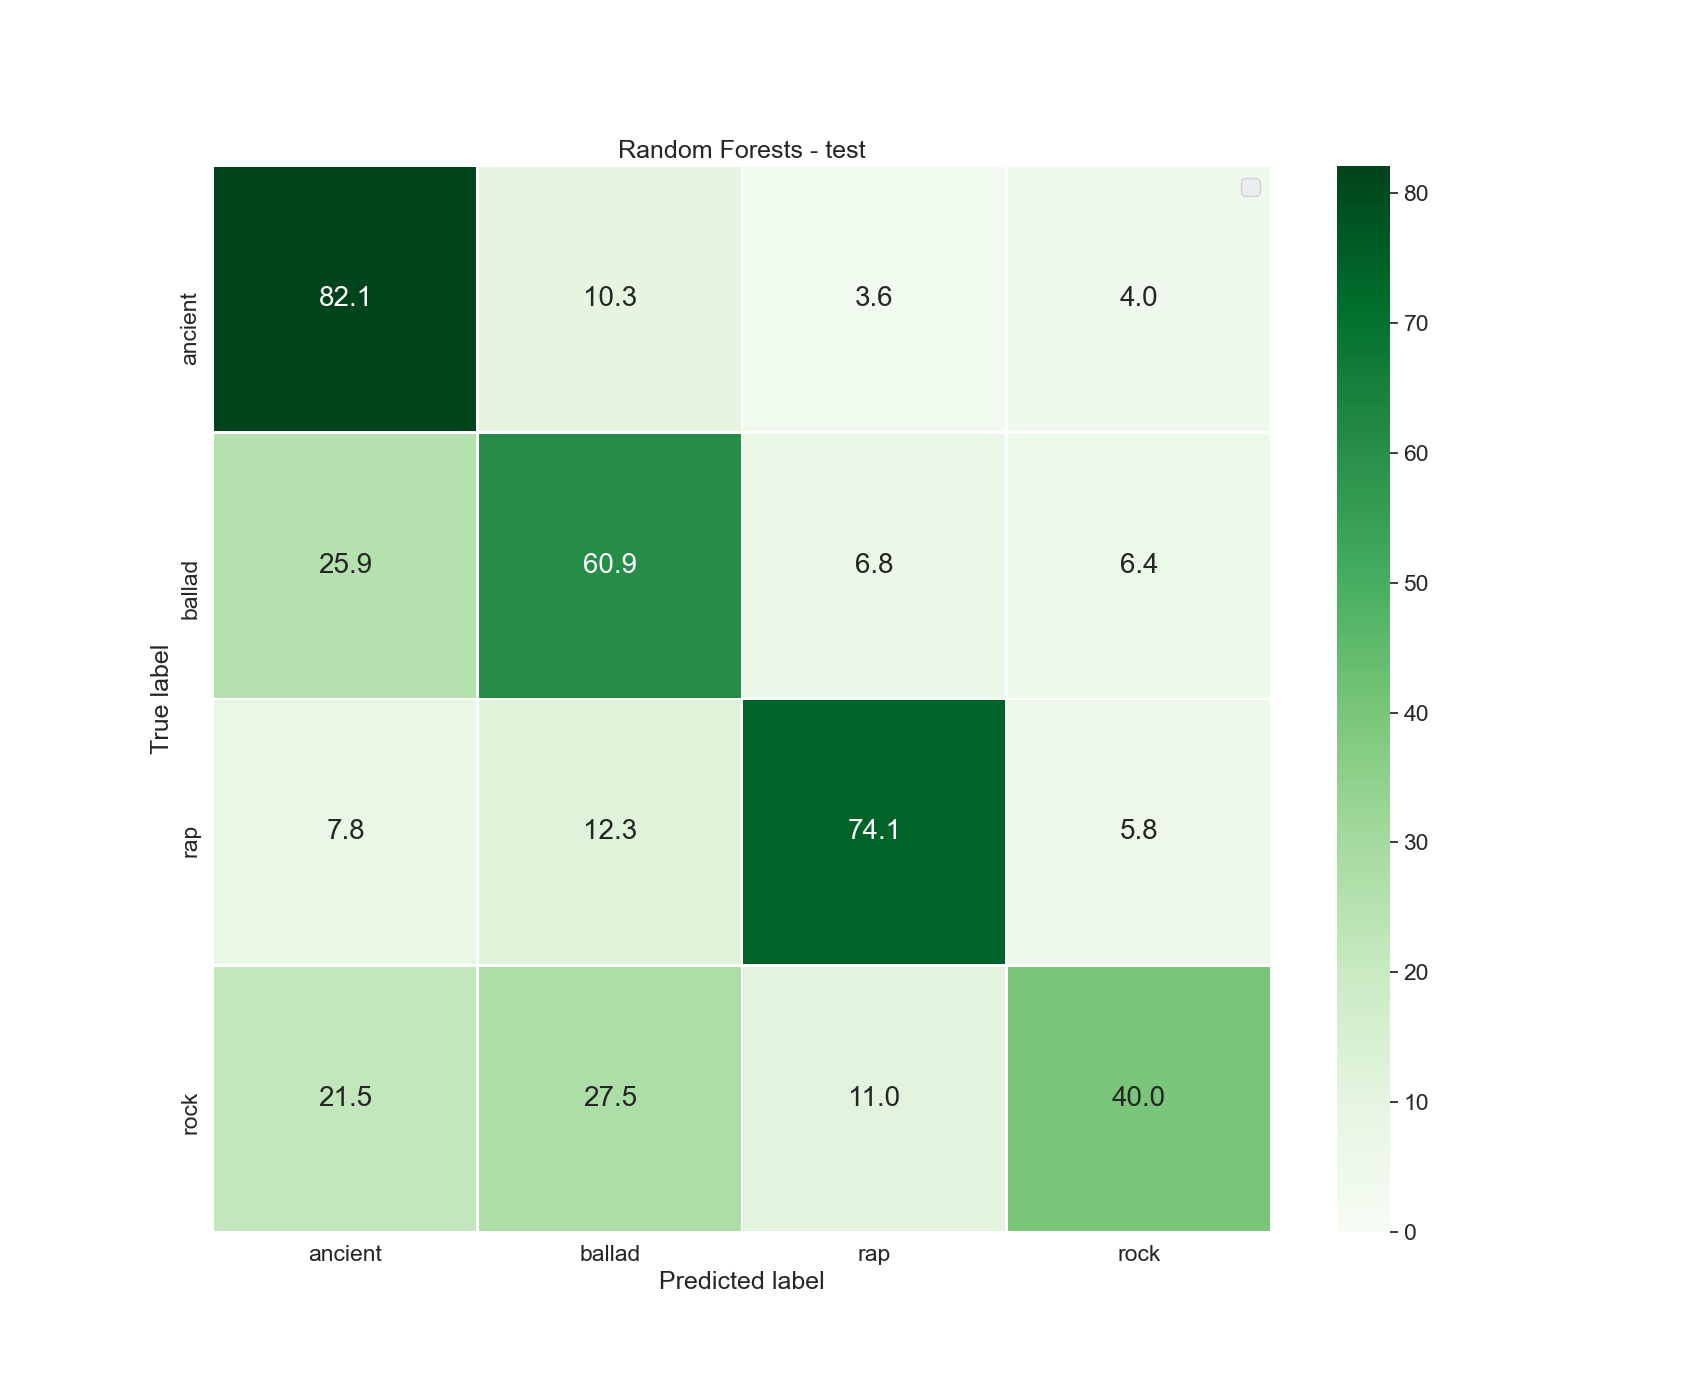 Random Forests - test
82.1 10.3 3.6 4.0
25.9 60.9 6.8 6.4
7.8 12.3 74.1 5.8
21.5 27.5 11.0 40.0
ancient
ballad
rap
rock
True label
ancient ballad rap rock
Predicted label
80
70
60
50
40
30
20
10
0